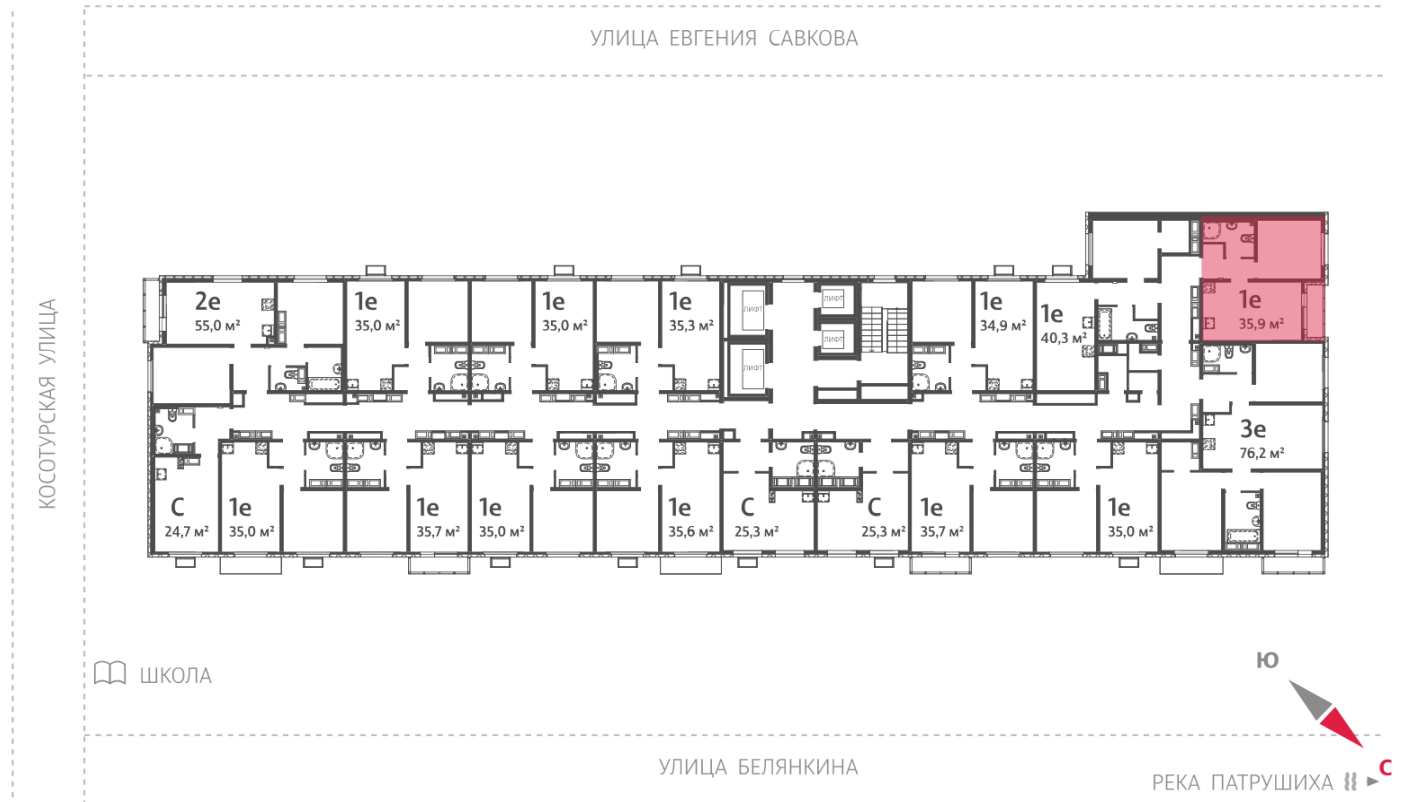 УЛИЦА ЕВГЕНИЯ САВКОВА
КОСОТУРСКАЯ УЛИЦА
2е
55,0 м²
1е
35,0 м²
1е
35,0 м²
1е
35,3 м²
ЛИФТ
ЛИФТ
ЛИФТ
ЛИФТ
1е
34,9 м²
1е
40,3 м²
1е
35,9 м²
3е
76,2 м²
С
24,7 м²
1е
35,0 м²
1е
35,7 м²
1е
35,0 м²
1е
35,6 м²
С
25,3 м²
С
25,3 м²
1е
35,7 м²
1е
35,0 м²
ШКОЛА
Ю
С
УЛИЦА БЕЛЯНКИНА
РЕКА ПАТРУШИХА